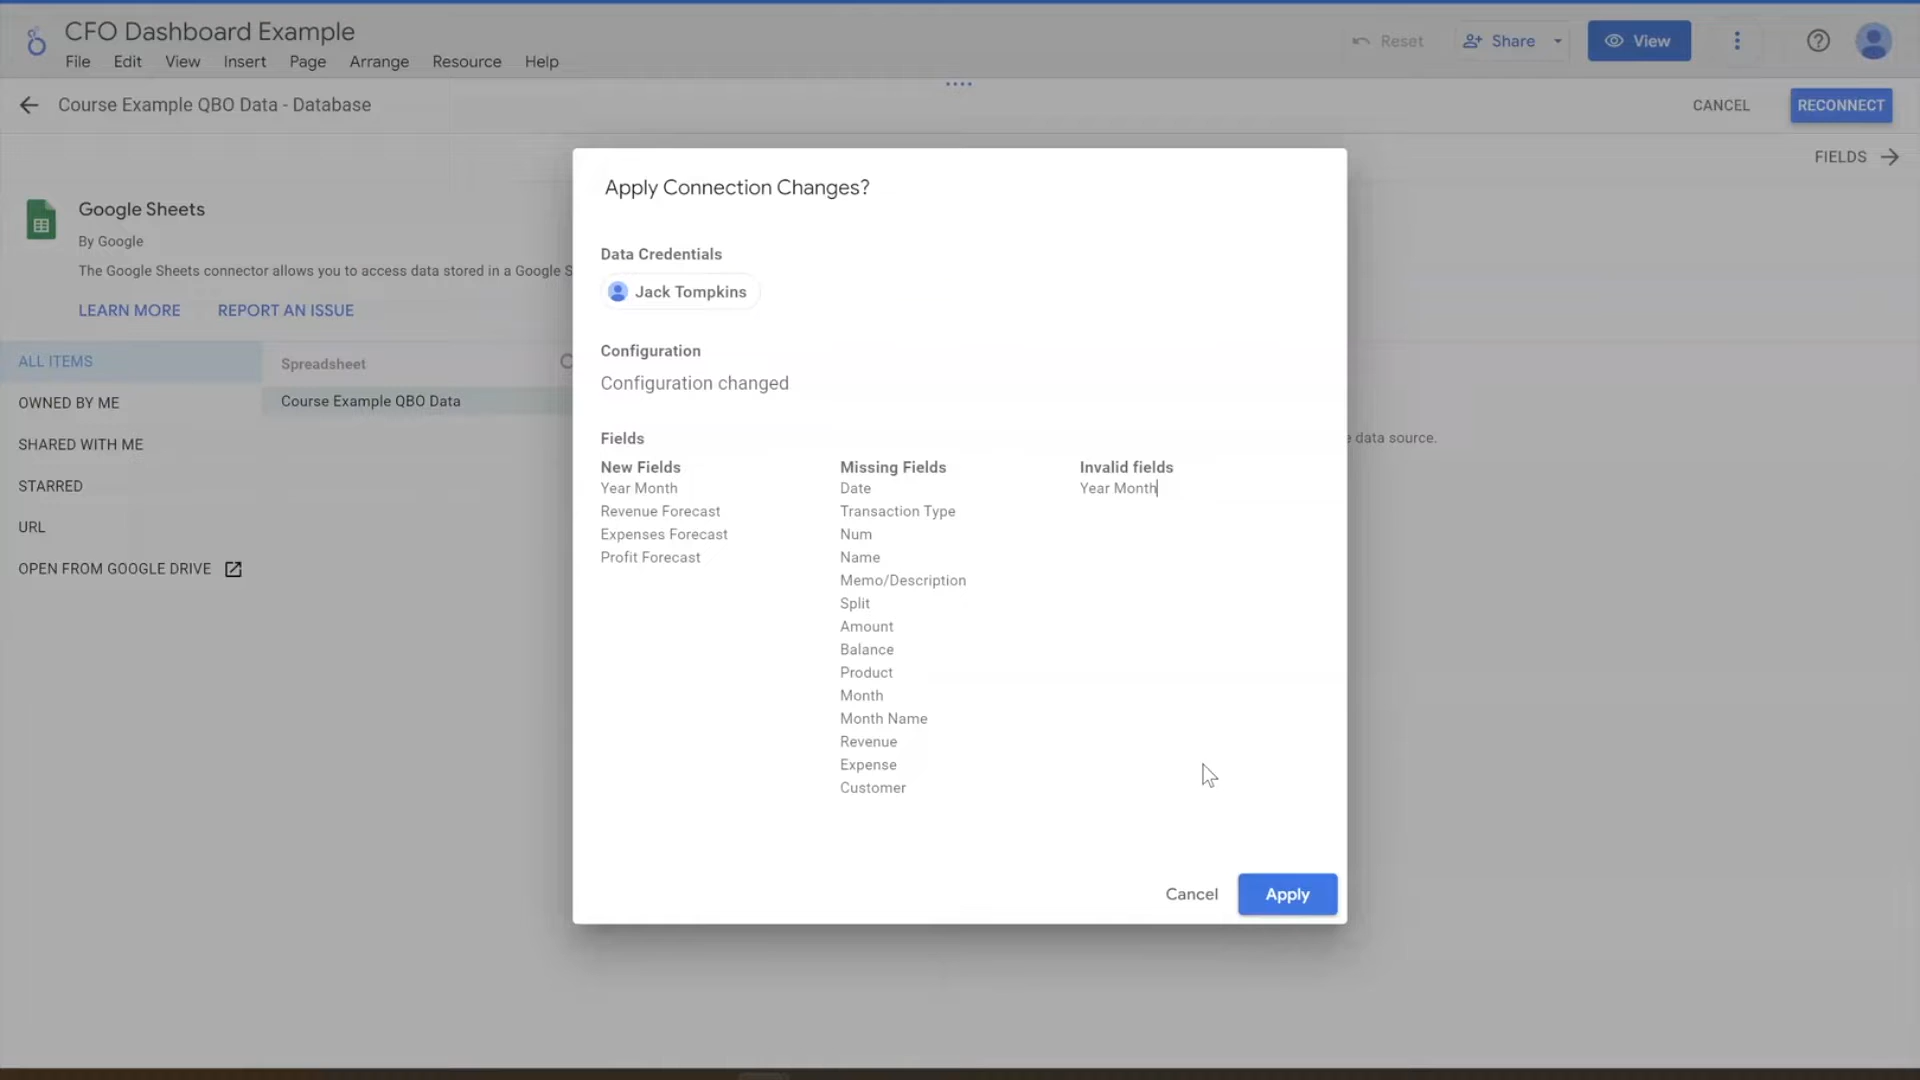 CFO Dashboard Example
File Edit View Insert Page Arrange Resource Help
Reset
Share
View
Course Example QBO Data - Database
CANCEL
RECONNECT
FIELDS
Google Sheets
By Google
The Google Sheets connector allows you to access data stored in a Google S
LEARN MORE
REPORT AN ISSUE
ALL ITEMS
OWNED BY ME
SHARED WITH ME
STARRED
URL
OPEN FROM GOOGLE DRIVE
Spreadsheet
Course Example QBO Data
Apply Connection Changes?
Data Credentials
Jack Tompkins
Configuration
Configuration changed
Fields
New Fields
Year Month
Revenue Forecast
Expenses Forecast
Profit Forecast
Missing Fields
Date
Transaction Type
Num
Name
Memo/Description
Split
Amount
Balance
Product
Month
Month Name
Revenue
Expense
Customer
Invalid fields
Year Month
e data source.
Cancel
Apply